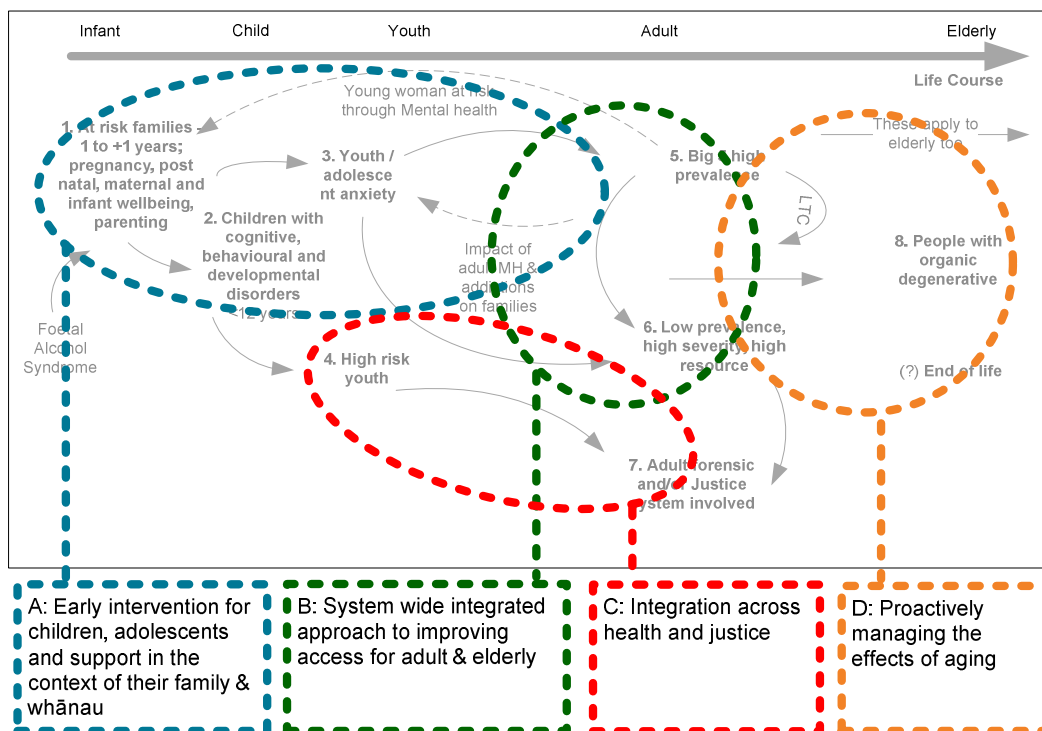 Infant
Child
Youth
Adult
Elderly
Life Course
Young woman at risk
through Mental health
These apply to
elderly too
1. At risk families -
1 to +1 years;
pregnancy, post
natal, maternal and
infant wellbeing,
parenting
3. Youth /
adolesce
nt anxiety
5. Big 5 high
prevalence
LTC
2. Children with
cognitive,
behavioural and
developmental
disorders
<12 years
Impact of
adult MH &
addictions
on families
8. People with
organic
degenerative
Foetal
Alcohol
Syndrome
4. High risk
youth
6. Low prevalence,
high severity, high
resource
(?) End of life
7. Adult forensic
and/or Justice
system involved
A: Early intervention for
children, adolescents
and support in the
context of their family &
whānau
B: System wide integrated
approach to improving
access for adult & elderly
C: Integration across
health and justice
D: Proactively
managing the
effects of aging